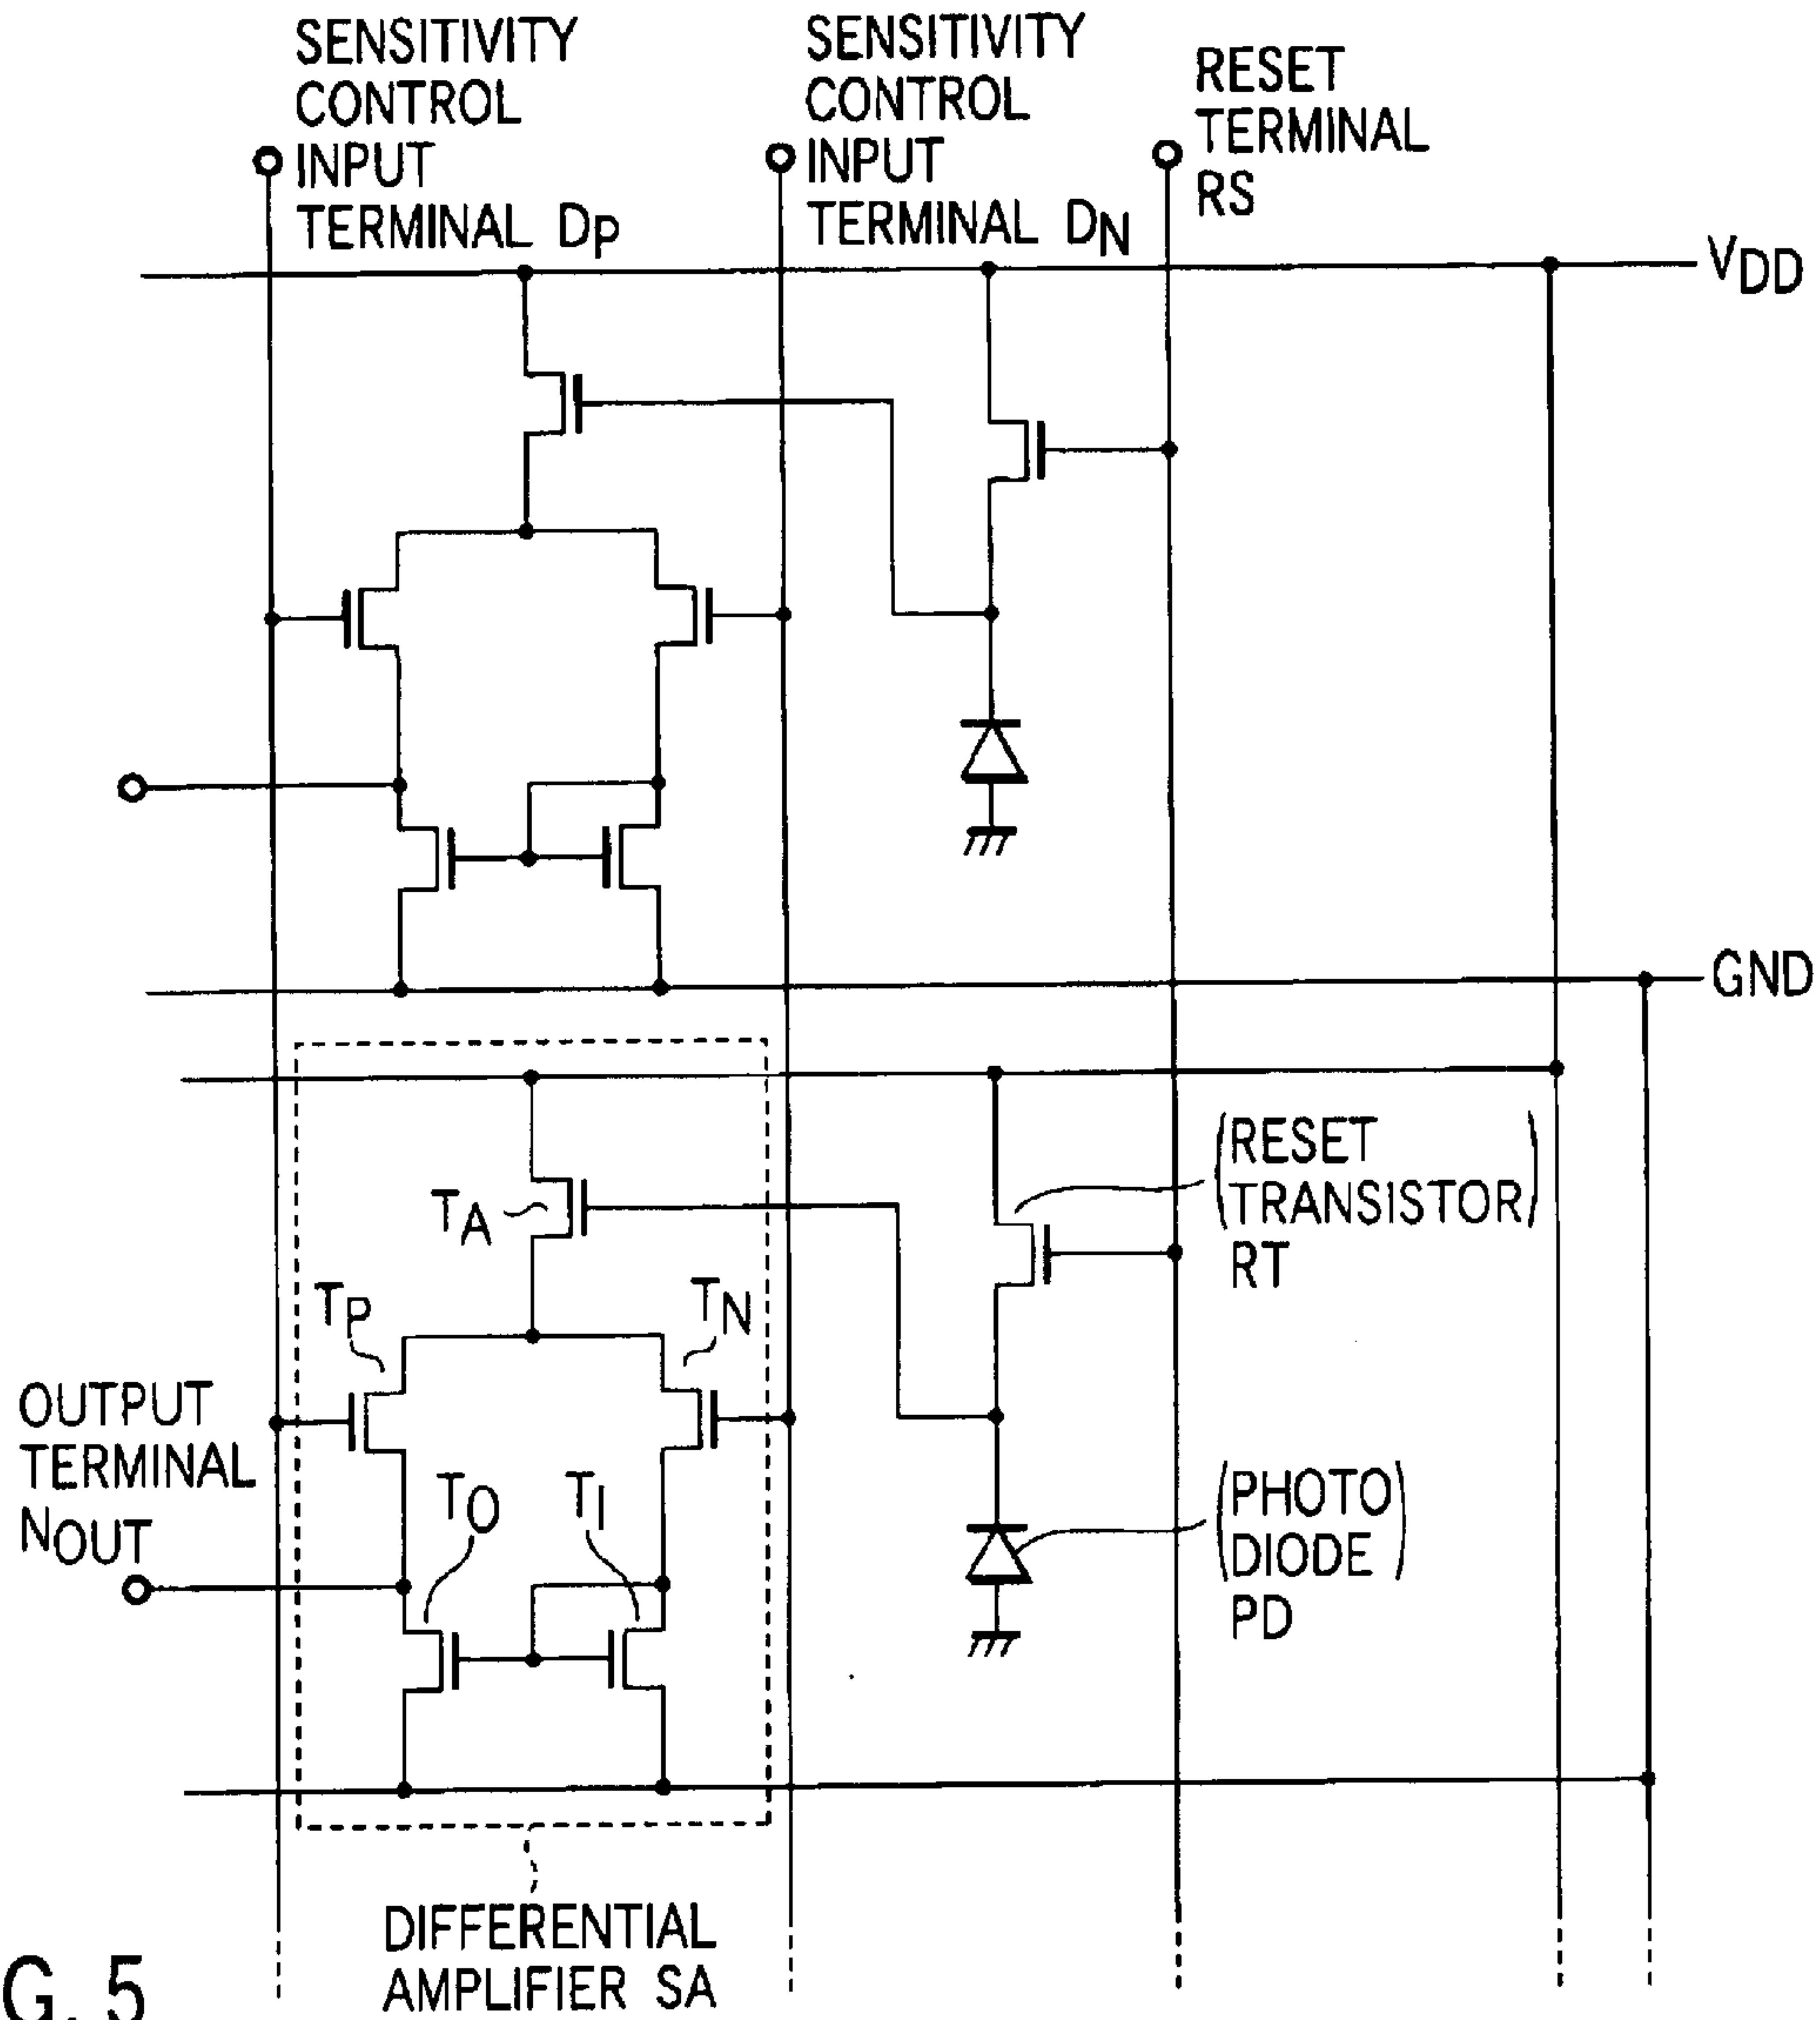 SENSITIVITY
CONTROL
INPUT
TERMINAL DP
SENSITIVITY
CONTROL
INPUT
TERMINAL DN
RESET
TERMINAL
RS
VDD
GND
(RESET
TRANSISTOR)
RT
TA
TP
TN
OUTPUT
TERMINAL
NOUT
TO
TI
(PHOTO
DIODE)
PD
DIFFERENTIAL
AMPLIFIER SA
G. 5